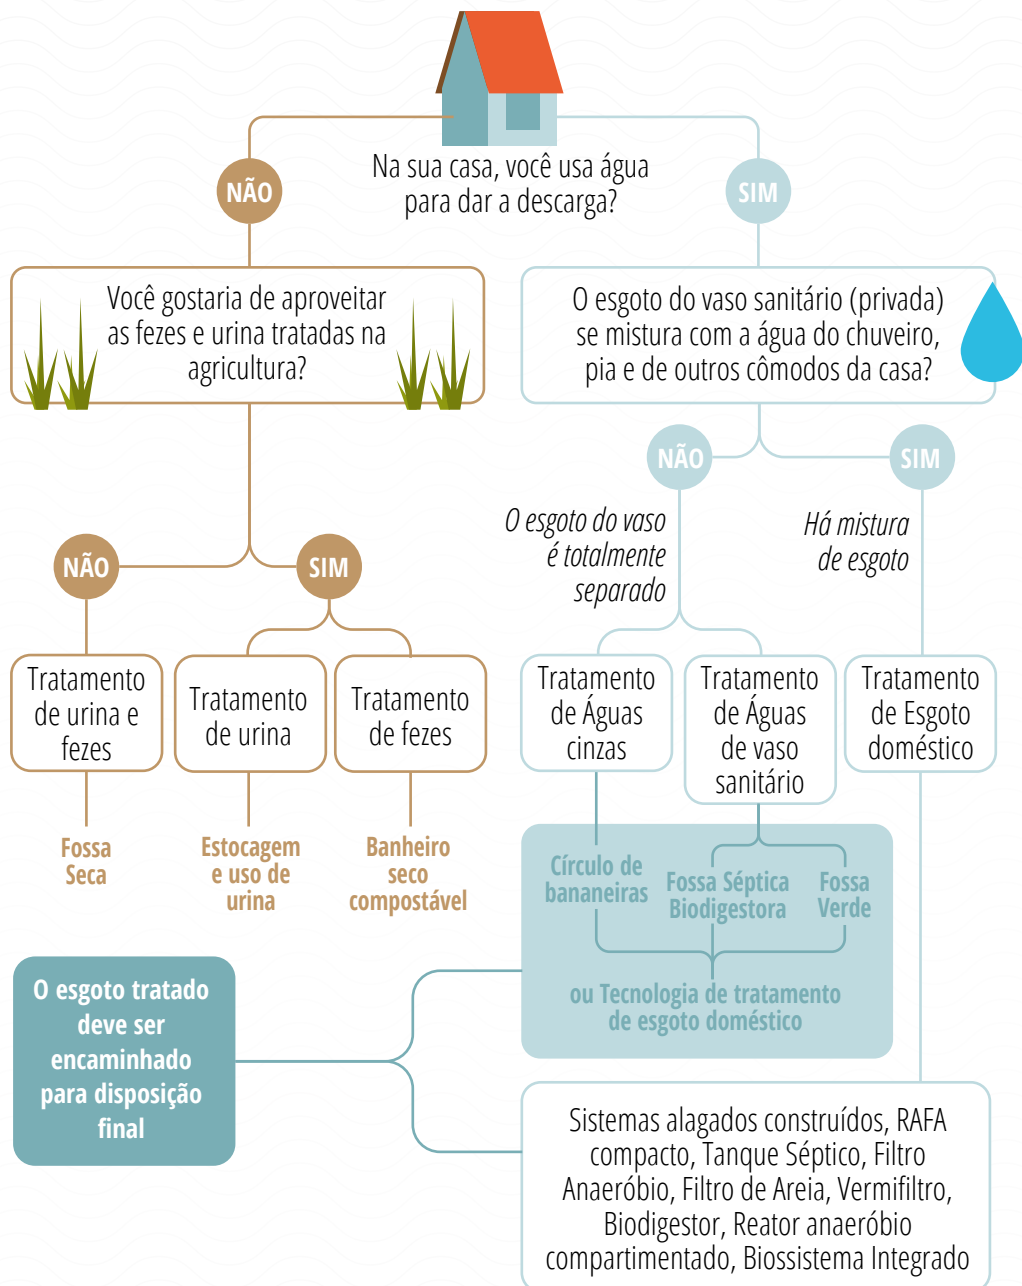 Na sua casa, você usa água
para dar a descarga?
NÃO
SIM
Você gostaria de aproveitar
as fezes e urina tratadas na
agricultura?
O esgoto do vaso sanitário (privada)
se mistura com a água do chuveiro,
pia e de outros cômodos da casa?
NÃO
SIM
O esgoto do vaso
é totalmente
separado
Há mistura
de esgoto
NÃO
SIM
Tratamento
de urina e
fezes
Tratamento
de urina
Tratamento
de fezes
Tratamento
de Águas
cinzas
Tratamento
de Águas
de vaso
sanitário
Tratamento
de Esgoto
doméstico
Fossa
Seca
Estocagem
e uso de
urina
Banheiro
seco
compostável
Círculo de
bananeiras
Fossa Séptica
Biodigestora
Fossa
Verde
ou Tecnologia de tratamento
de esgoto doméstico
O esgoto tratado
deve ser
encaminhado
para disposição
final
Sistemas alagados construídos, RAFA
compacto, Tanque Séptico, Filtro
Anaeróbio, Filtro de Areia, Vermifiltro,
Biodigestor, Reator anaeróbio
compartimentado, Biossistema Integrado